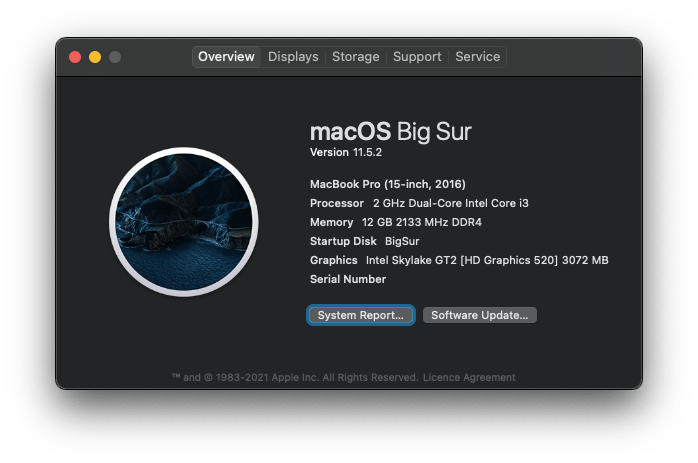 Overview Displays Storage Support Service
macOS Big Sur
Version 11.5.2
MacBook Pro (15-inch, 2016)
Processor 2 GHz Dual-Core Intel Core i3
Memory 12 GB 2133 MHz DDR4
Startup Disk BigSur
Graphics Intel Skylake GT2 [HD Graphics 520] 3072 MB
Serial Number
System Report... Software Update...
™ and © 1983-2021 Apple Inc. All Rights Reserved. Licence Agreement